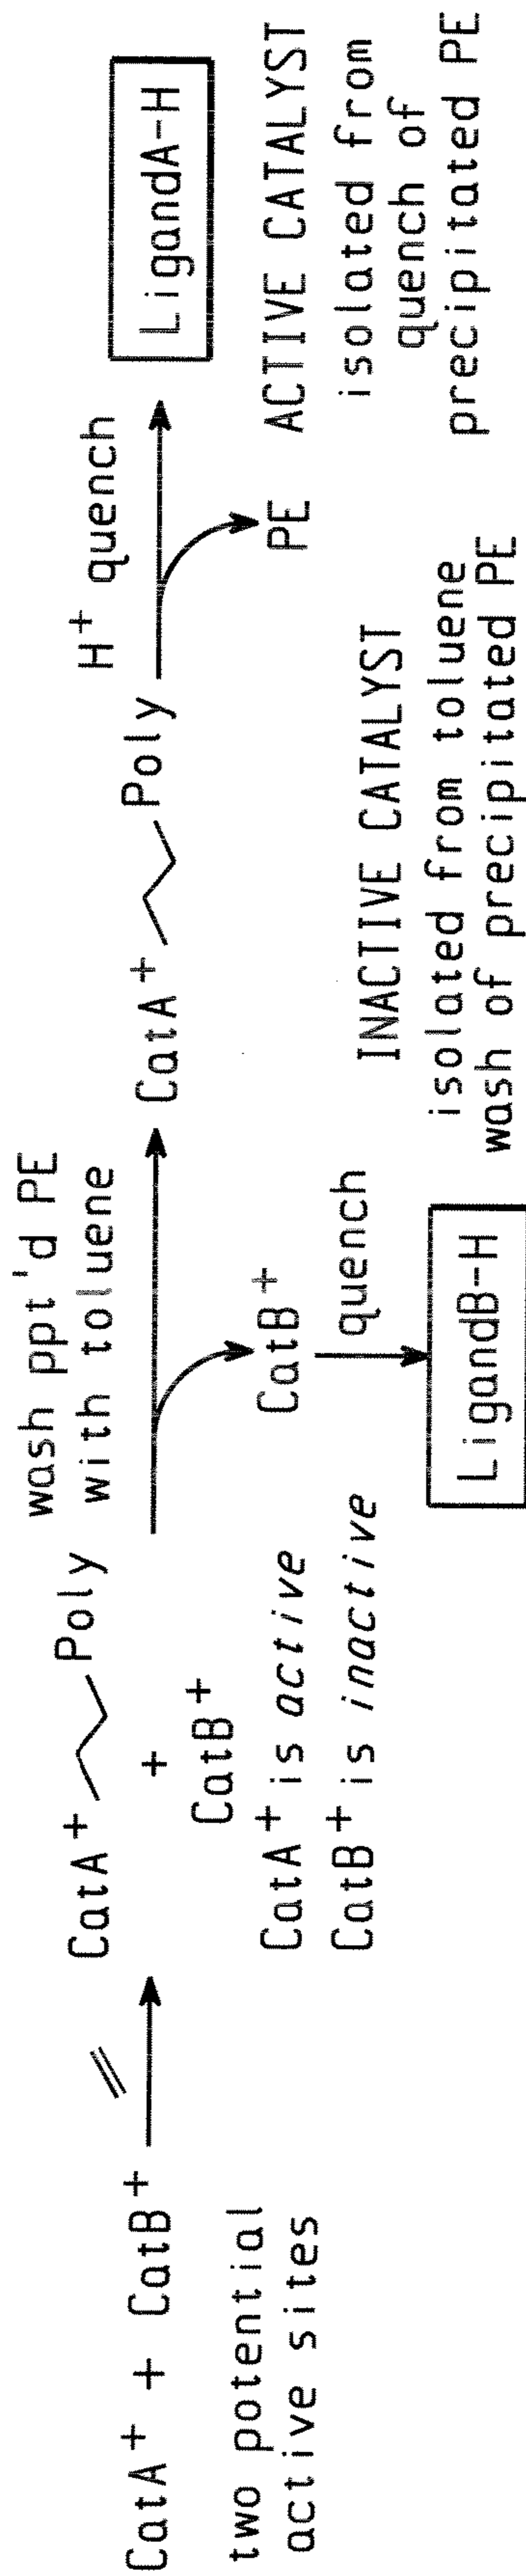 CatA+ + CatB+
two potential
active sites
CatA+ Poly
+
CatB+
CatA+ is active
CatB+ is inactive
wash ppt'd PE
with toluene
CatB+
quench
LigandB-H
CatA+ Poly
INACTIVE CATALYST
isolated from toluene
wash of precipitated PE
H+ quench
PE
LigandA-H
ACTIVE CATALYST
isolated from
quench of
precipitated PE